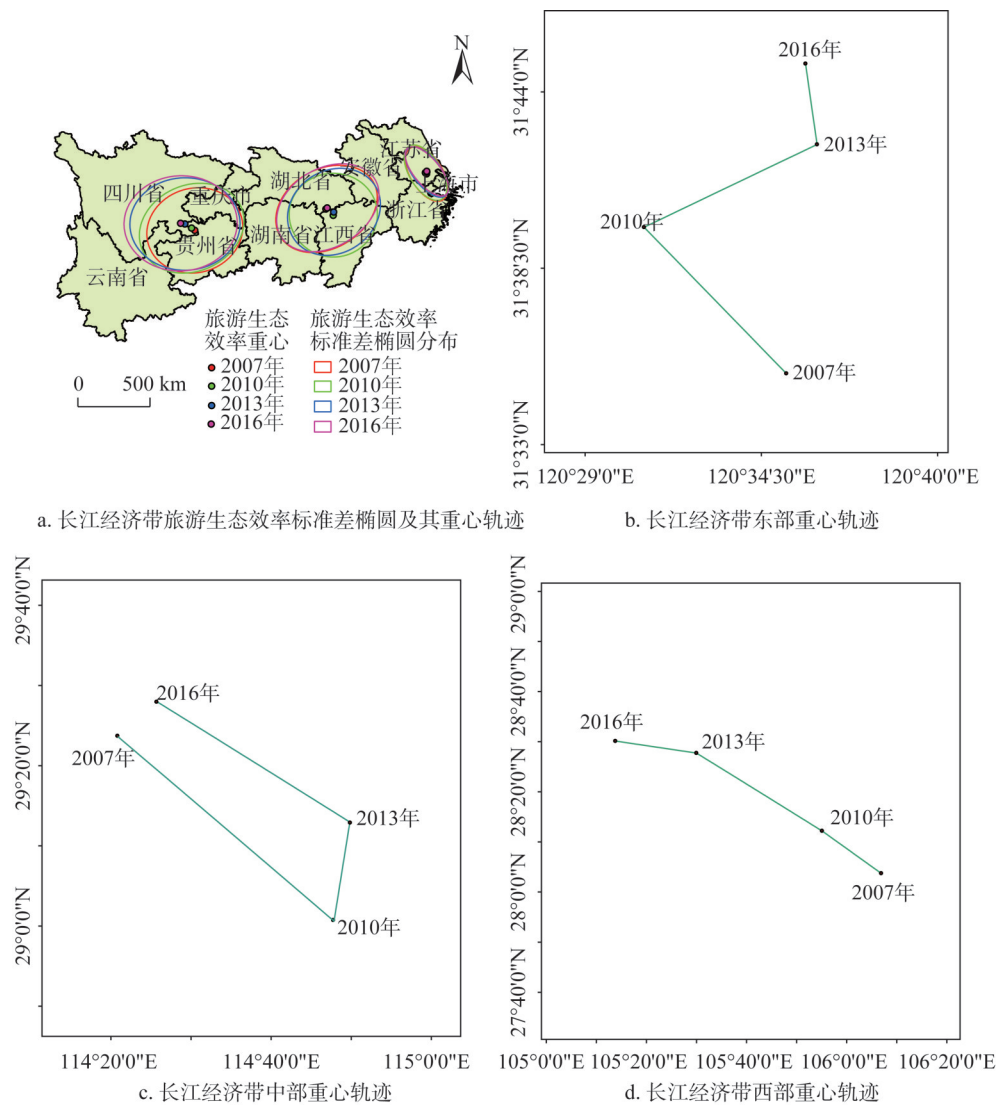 N
江苏省
安徽省
上海市
四川省
重庆市
湖北省
浙江省
湖南省
江西省
贵州省
云南省
旅游生态
效率重心
2007年
2010年
2013年
2016年
旅游生态效率
标准差椭圆分布
2007年
2010年
2013年
2016年
0 500 km
a. 长江经济带旅游生态效率标准差椭圆及其重心轨迹
2016年
2013年
2010年
2007年
31°44'0"N
31°38'30"N
31°33'0"N
120°29'0"E 120°34'30"E 120°40'0"E
b. 长江经济带东部重心轨迹
29°40'0"N
29°20'0"N
29°0'0"N
2016年
2007年
2013年
2010年
114°20'0"E 114°40'0"E 115°0'0"E
c. 长江经济带中部重心轨迹
29°0'0"N
28°40'0"N
28°20'0"N
28°0'0"N
27°40'0"N
2016年
2013年
2010年
2007年
105°0'0"E 105°20'0"E 105°40'0"E 106°0'0"E 106°20'0"E
d. 长江经济带西部重心轨迹